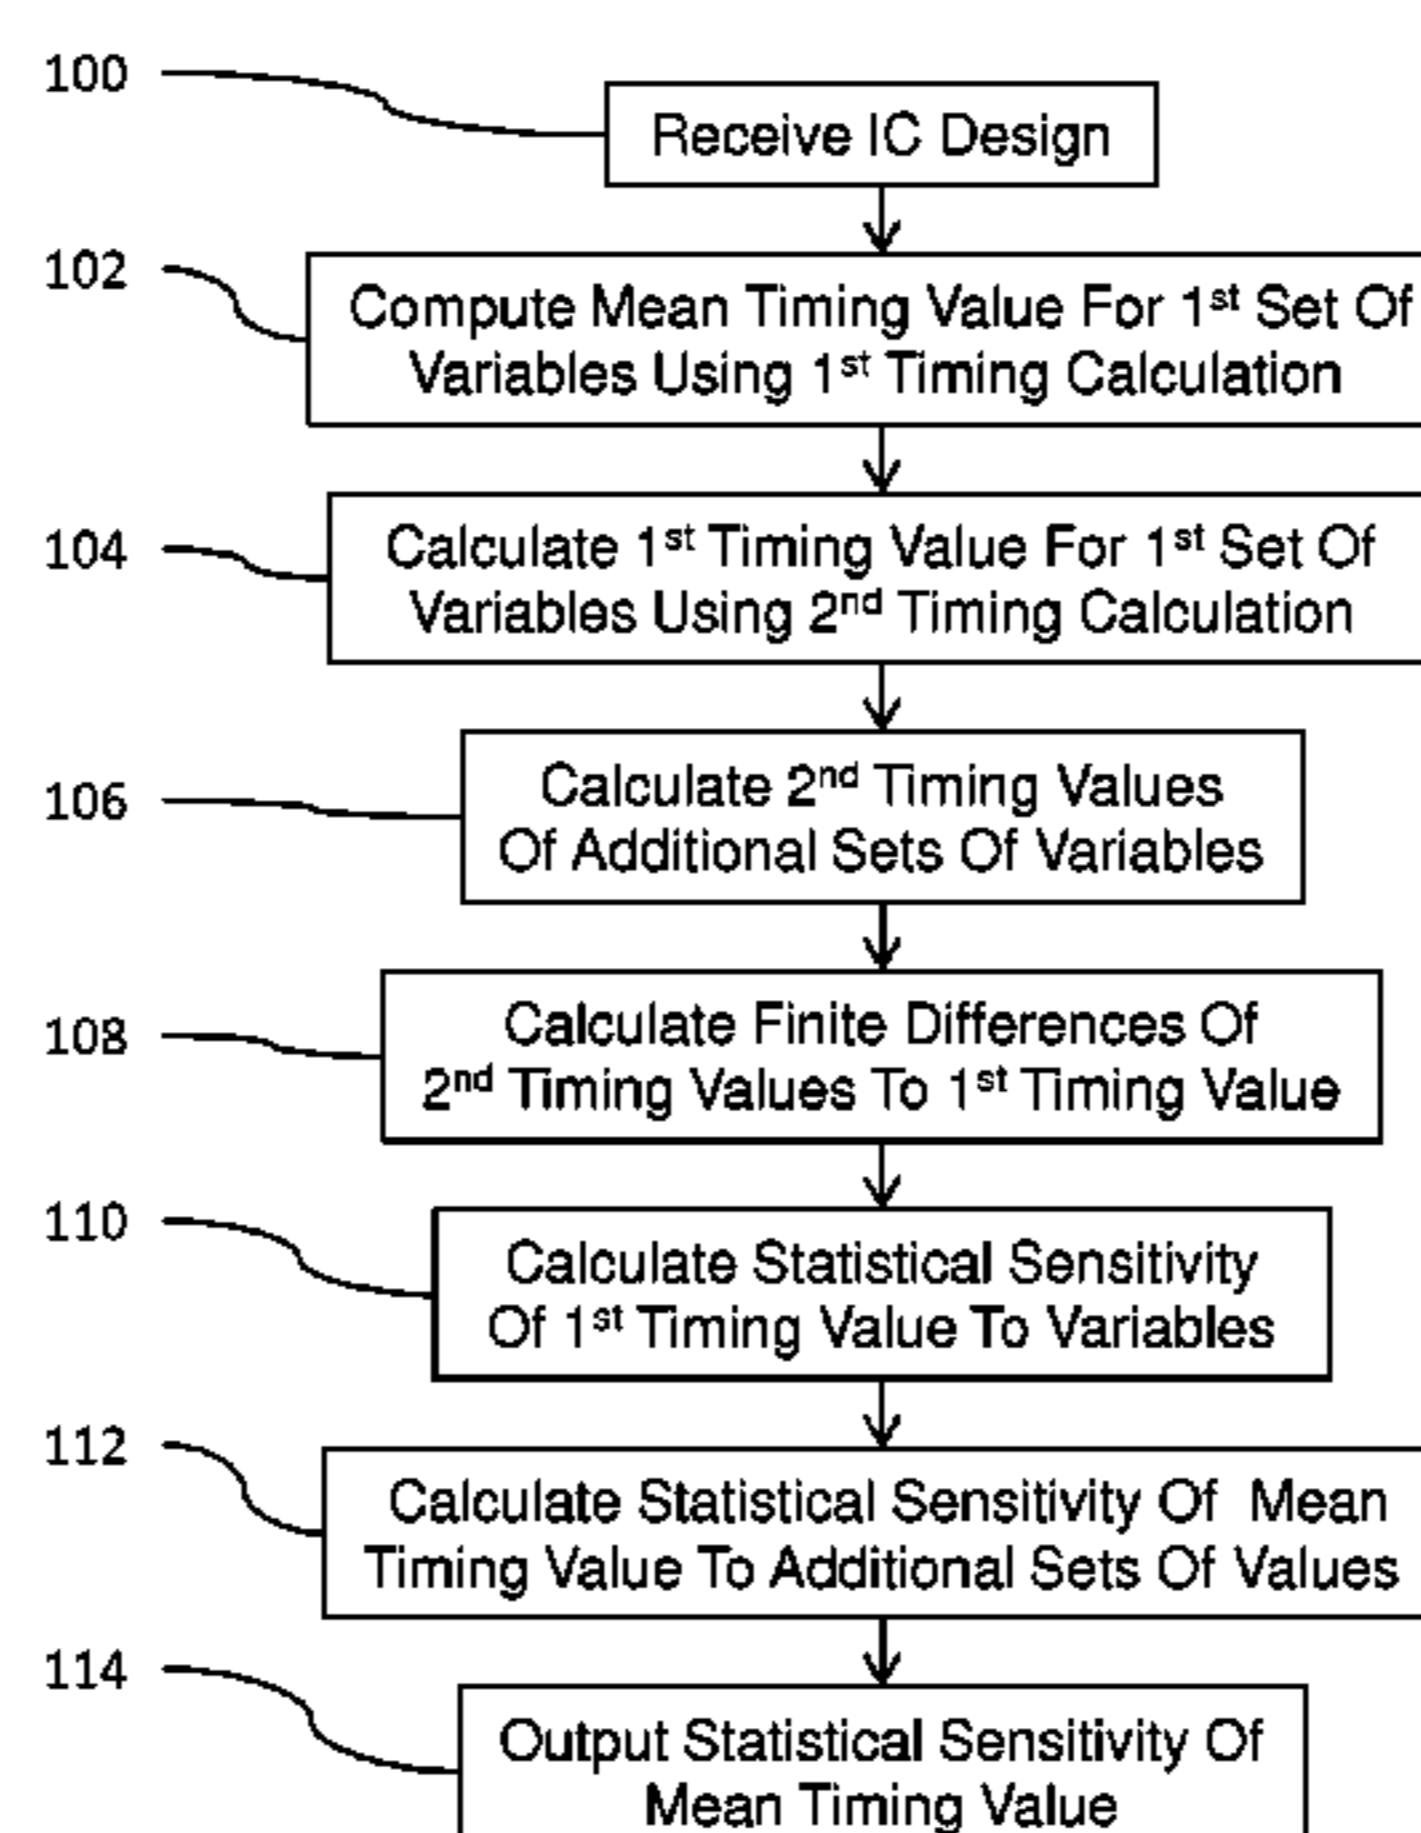 100
Receive IC Design
102
Compute Mean Timing Value For 1st Set Of
Variables Using 1st Timing Calculation
104
Calculate 1st Timing Value For 1st Set Of
Variables Using 2nd Timing Calculation
106
Calculate 2nd Timing Values
Of Additional Sets Of Variables
108
Calculate Finite Differences Of
2nd Timing Values To 1st Timing Value
110
Calculate Statistical Sensitivity
Of 1st Timing Value To Variables
112
Calculate Statistical Sensitivity Of Mean
Timing Value To Additional Sets Of Values
114
Output Statistical Sensitivity Of
Mean Timing Value